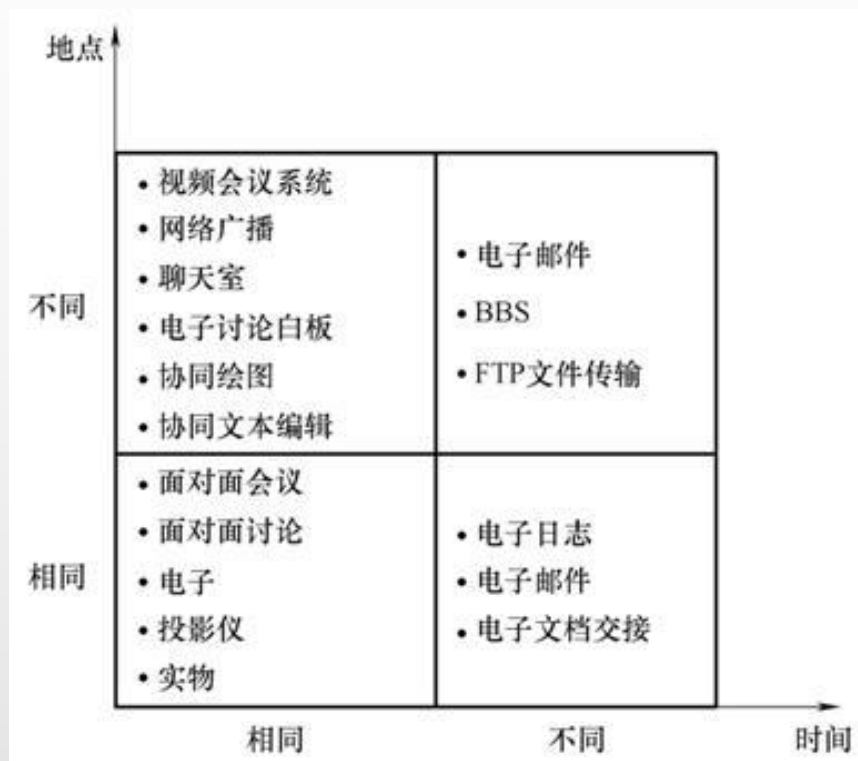 地点
不同
• 视频会议系统
• 网络广播
• 聊天室
• 电子讨论白板
• 协同绘图
• 协同文本编辑
• 电子邮件
• BBS
• FTP文件传输
相同
• 面对面会议
• 面对面讨论
• 电子
• 投影仪
• 实物
• 电子日志
• 电子邮件
• 电子文档交接
相同 不同 时间